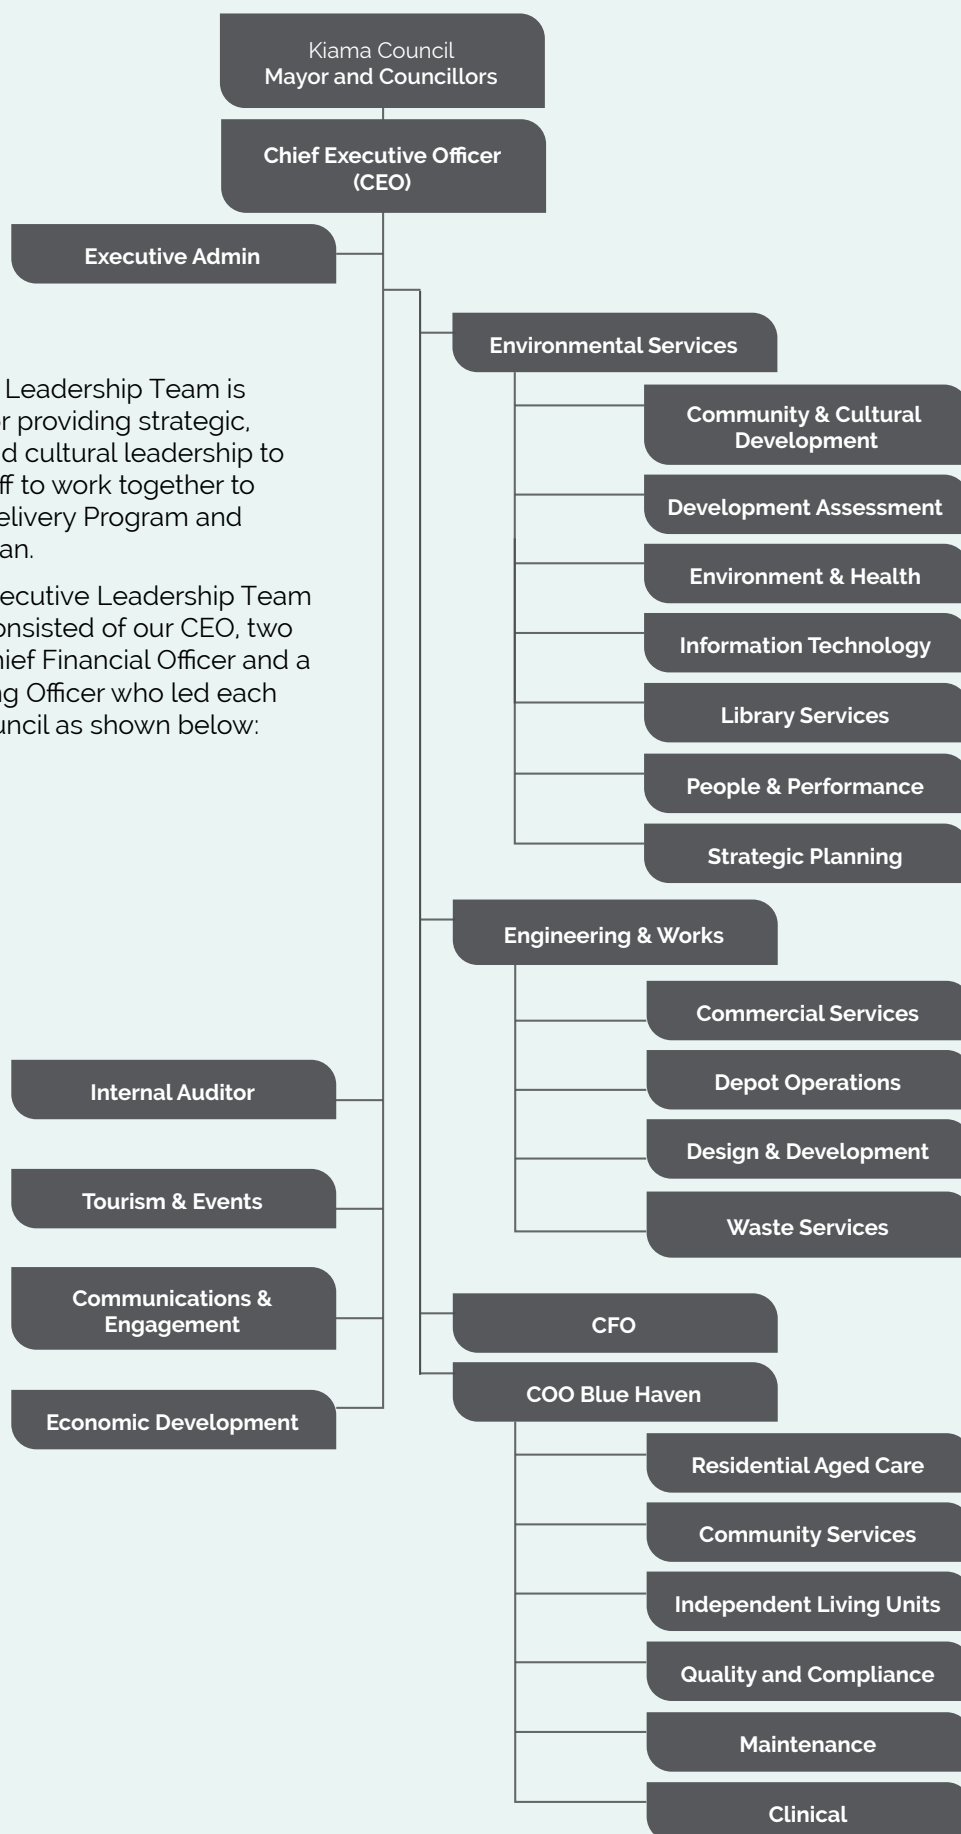 Kiama Council
Mayor and Councillors
Chief Executive Officer
(CEO)
Executive Admin
Leadership Team is
r providing strategic,
d cultural leadership to
ff to work together to
elivery Program and
an.
ecutive Leadership Team
onsisted of our CEO, two
hief Financial Officer and a
ng Officer who led each
uncil as shown below:
Environmental Services
Community & Cultural
Development
Development Assessment
Environment & Health
Information Technology
Library Services
People & Performance
Strategic Planning
Engineering & Works
Commercial Services
Depot Operations
Design & Development
Waste Services
Internal Auditor
Tourism & Events
Communications &
Engagement
Economic Development
CFO
COO Blue Haven
Residential Aged Care
Community Services
Independent Living Units
Quality and Compliance
Maintenance
Clinical